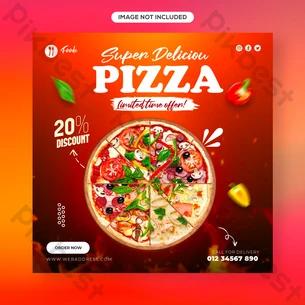 IMAGE NOT INCLUDED
Foodo
Super Deliciou
PIZZA
Limited time offer!
20%
DISCOUNT
ORDER NOW
WWW.WEBADDRESS.COM
CALL FOR DELIVERY
012 34567 890